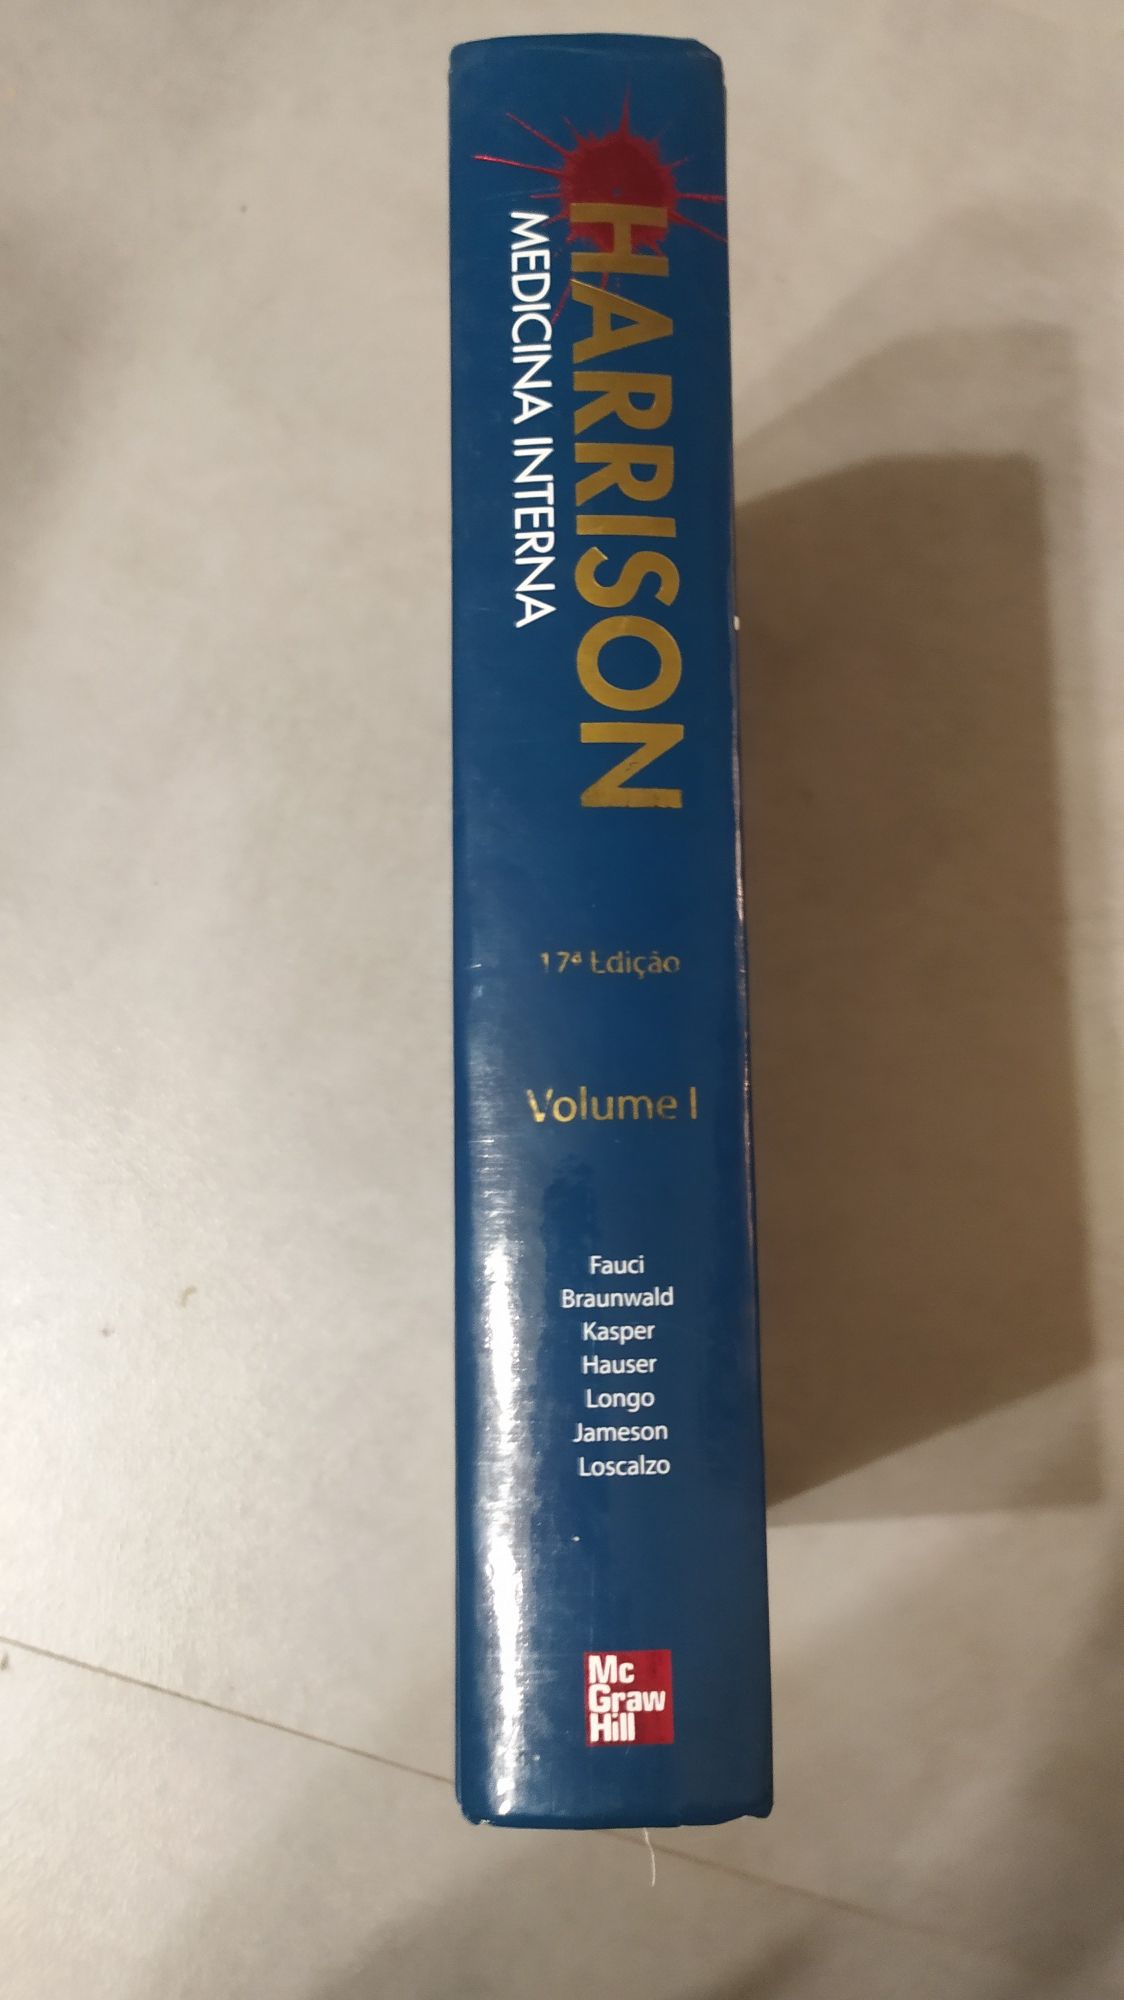 HARRISON
MEDICINA INTERNA
17ª Edição
Volume I
Fauci
Braunwald
Kasper
Hauser
Longo
Jameson
Loscalzo
Mc
Graw
Hill